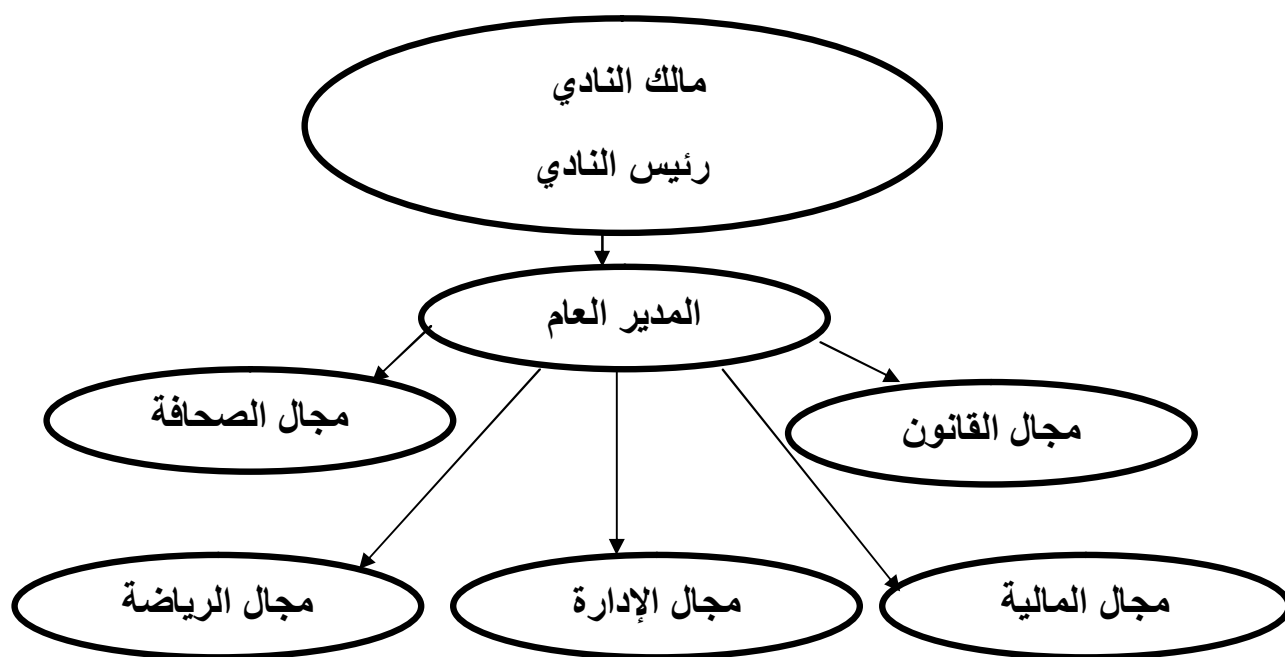 مالك النادي
رئيس النادي
المدير العام
مجال القانون
مجال الصحافة
مجال المالية
مجال الإدارة
مجال الرياضة